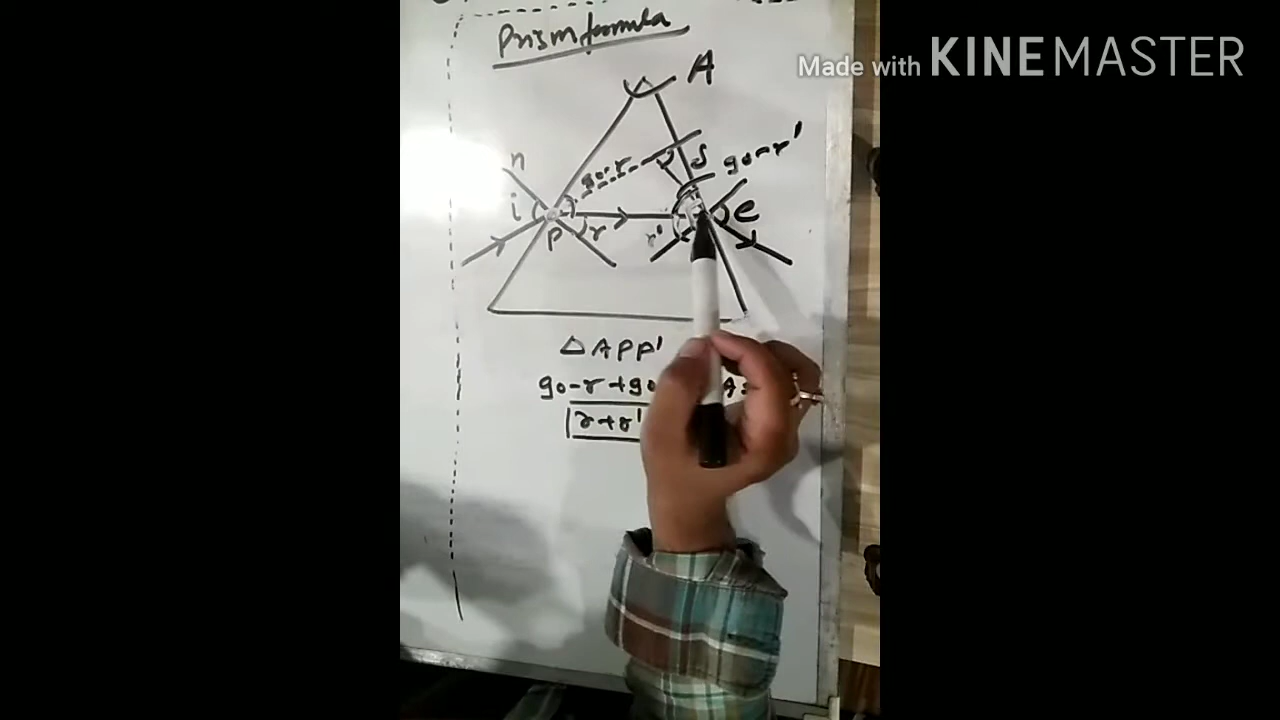 Made with KINEMASTER
Prism formula
A
n
90-r
δ
90-r'
i
e
P
r
r'
△APP'
90-r+90
r+r'